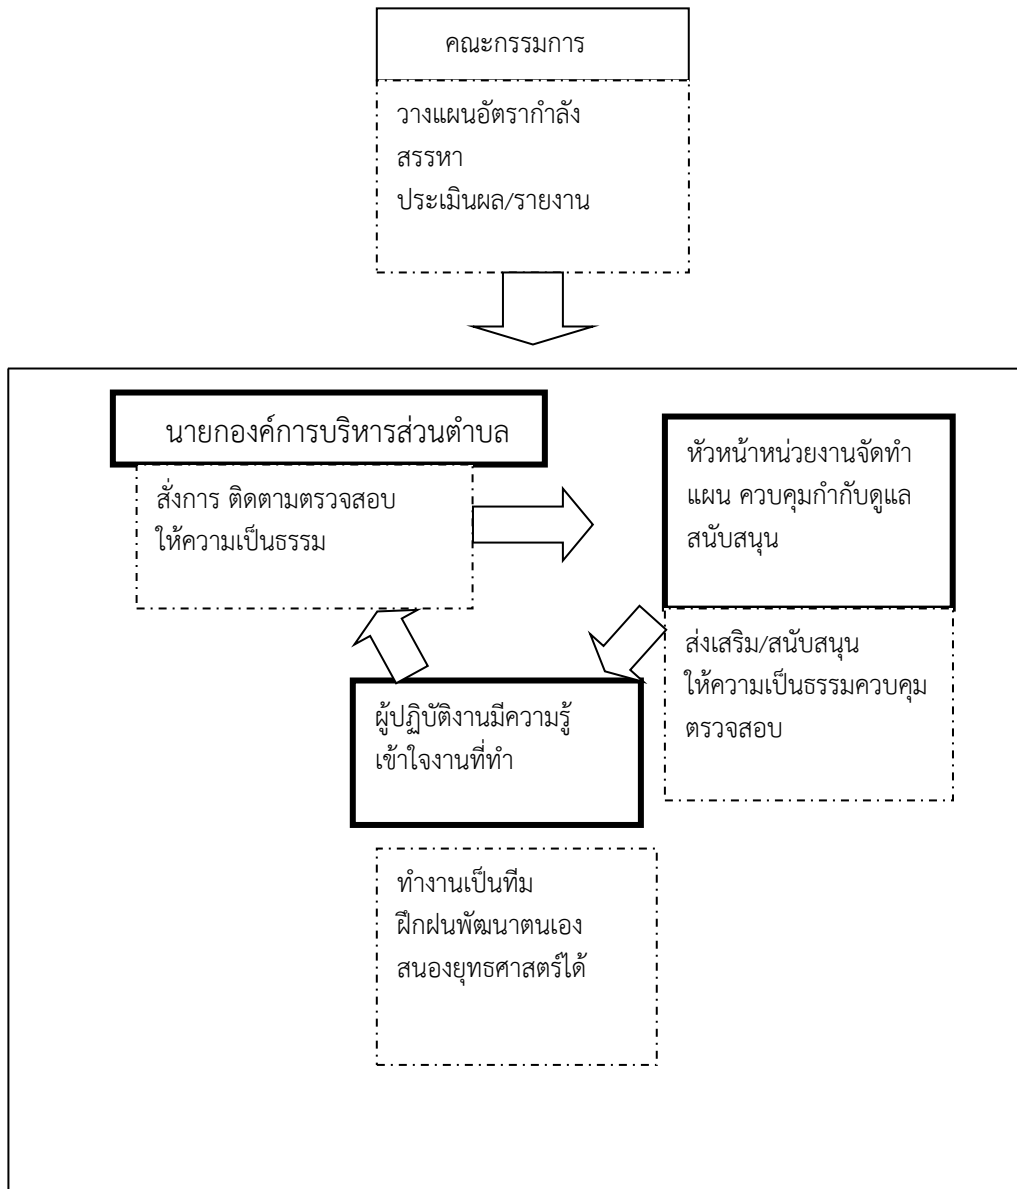 คณะกรรมการ
วางแผนอัตรากำลัง
สรรหา
ประเมินผล/รายงาน
นายกองค์การบริหารส่วนตำบล
สั่งการ ติดตามตรวจสอบ
ให้ความเป็นธรรม
หัวหน้าหน่วยงานจัดทำ
แผน ควบคุมกำกับดูแล
สนับสนุน
ส่งเสริม/สนับสนุน
ให้ความเป็นธรรมควบคุม
ตรวจสอบ
ผู้ปฏิบัติงานมีความรู้
เข้าใจงานที่ทำ
ทำงานเป็นทีม
ฝึกฝนพัฒนาตนเอง
สนองยุทธศาสตร์ได้